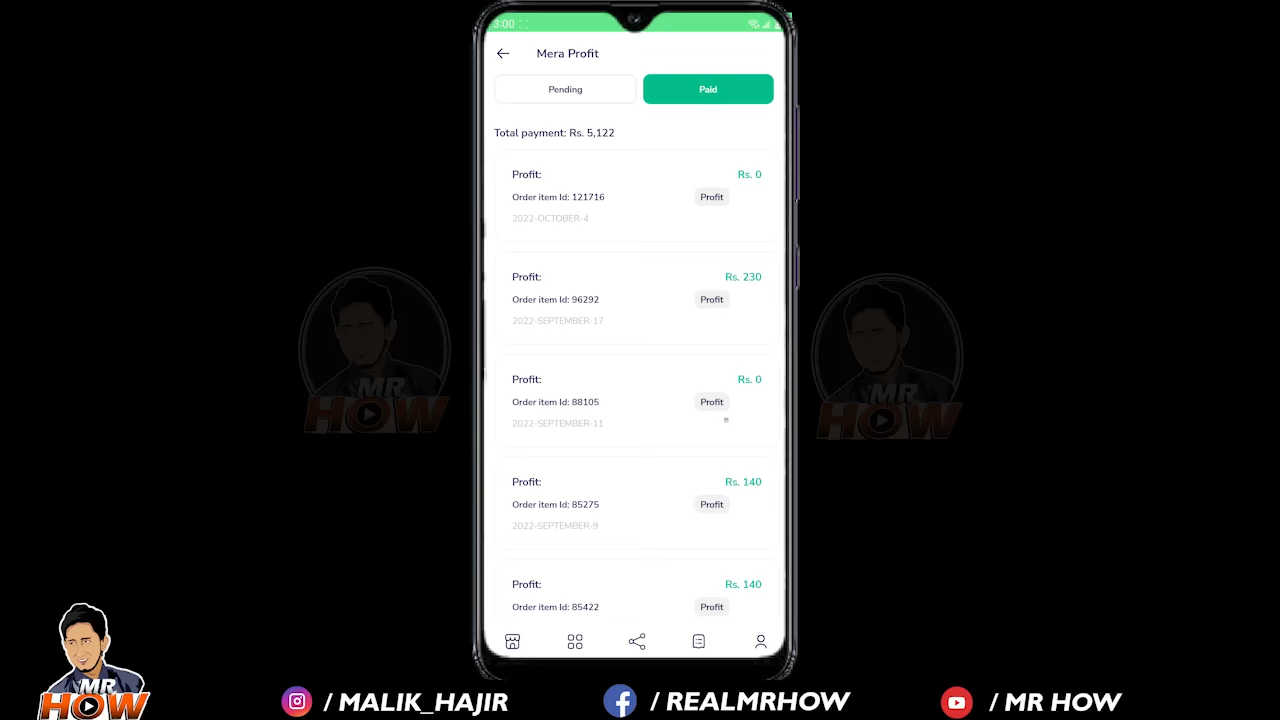 3:00
Mera Profit
Pending
Paid
Total payment: Rs. 5,122
Profit:
Rs. 0
Order item Id: 121716
Profit
2022-OCTOBER-4
Profit:
Rs. 230
Order item Id: 96292
Profit
2022-SEPTEMBER-17
Profit:
Rs. 0
Order item Id: 88105
Profit
2022-SEPTEMBER-11
Profit:
Rs. 140
Order item Id: 85275
Profit
2022-SEPTEMBER-9
Profit:
Rs. 140
Order item Id: 85422
Profit
MR
HOW
MR
HOW
MR
HOW
/ MALIK_HAJIR
/ REALMRHOW
/ MR HOW